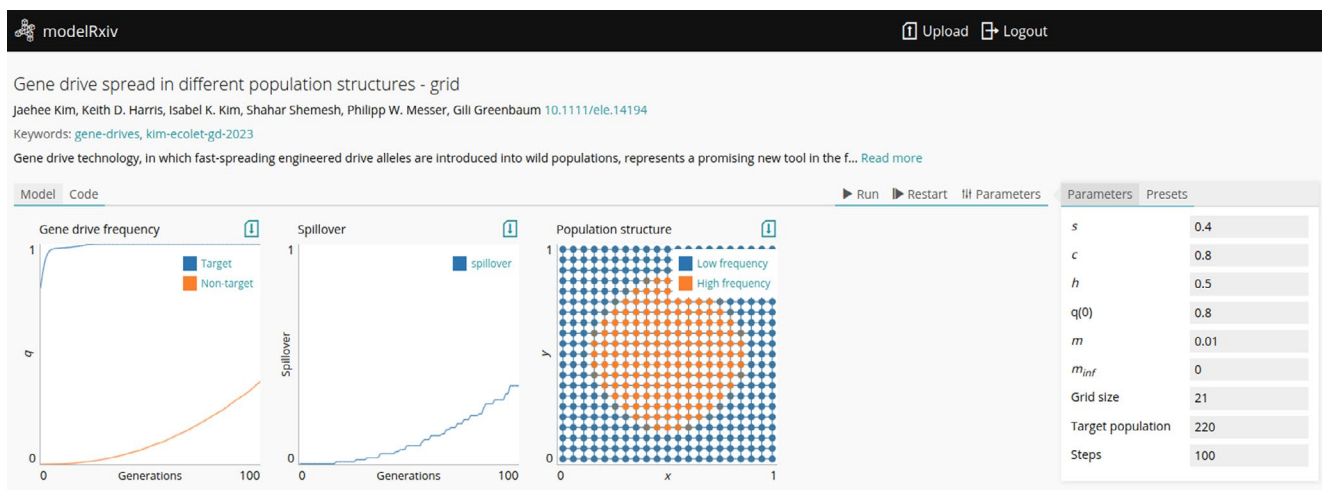 modelRxiv
Upload Logout
Gene drive spread in different population structures - grid
Jaehee Kim, Keith D. Harris, Isabel K. Kim, Shahar Shemesh, Philipp W. Messer, Gili Greenbaum 10.1111/ele.14194
Keywords: gene-drives, kim-ecolet-gd-2023
Gene drive technology, in which fast-spreading engineered drive alleles are introduced into wild populations, represents a promising new tool in the f... Read more
Model Code
Run Restart Parameters
Gene drive frequency
1
Target
Non-target
q
0
0 Generations 100
Spillover
1
spillover
Spillover
0
0 Generations 100
Population structure
1
Low frequency
High frequency
y
0
0 x 1
Parameters Presets
s 0.4
c 0.8
h 0.5
q(0) 0.8
m 0.01
minf 0
Grid size 21
Target population 220
Steps 100